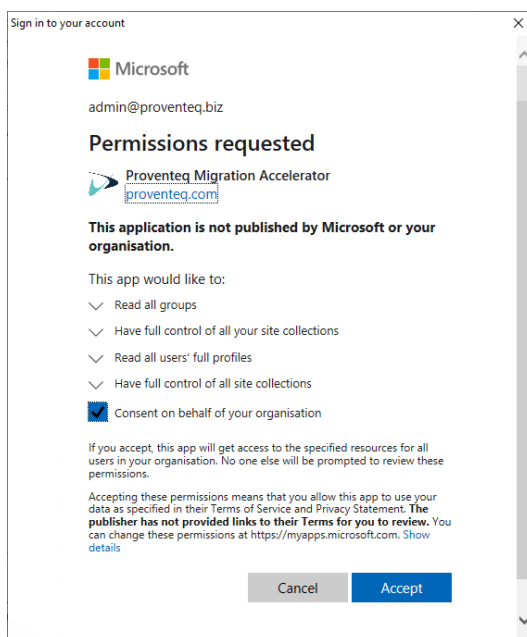 Sign in to your account
Microsoft
admin@proventeq.biz
Permissions requested
Proventeq Migration Accelerator
proventeq.com
This application is not published by Microsoft or your
organisation.
This app would like to:
Read all groups
Have full control of all your site collections
Read all users' full profiles
Have full control of all site collections
Consent on behalf of your organisation
If you accept, this app will get access to the specified resources for all
users in your organisation. No one else will be prompted to review these
permissions.
Accepting these permissions means that you allow this app to use your
data as specified in their Terms of Service and Privacy Statement. The
publisher has not provided links to their Terms for you to review. You
can change these permissions at https://myapps.microsoft.com. Show
details
Cancel
Accept